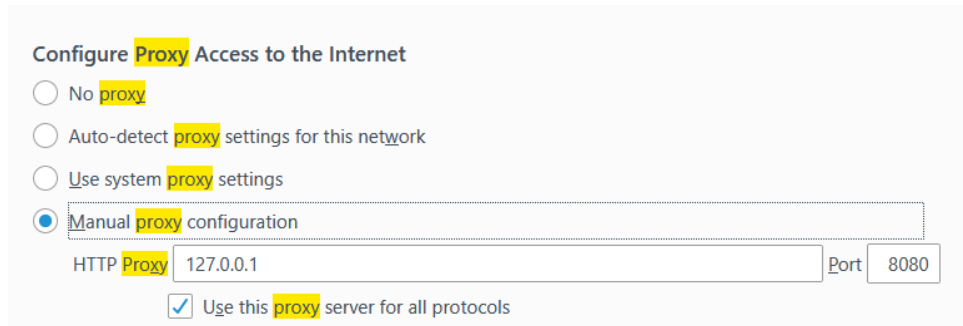 Configure Proxy Access to the Internet
No proxy
Auto-detect proxy settings for this network
Use system proxy settings
Manual proxy configuration
HTTP Proxy 127.0.0.1 Port 8080
Use this proxy server for all protocols